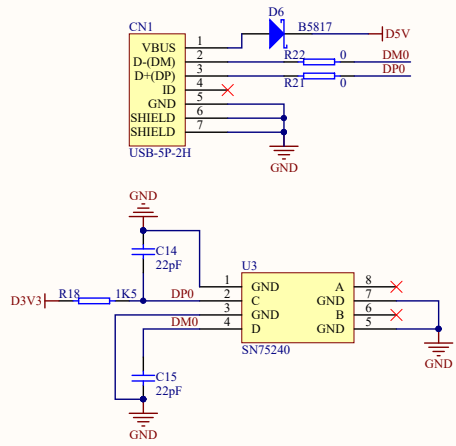 D6
CN1
B5817
VBUS 1
D5V
D-(DM) 2
R22 0
DM0
D+(DP) 3
DP0
R21 0
ID 4
GND 5
SHIELD 6
SHIELD 7
USB-5P-2H
GND
GND
C14
22pF
U3
D3V3
R18 1K5
DP0
1 GND A 8
2 C GND 7
3 GND B 6
DM0
4 D GND 5
SN75240
GND
C15
22pF
GND